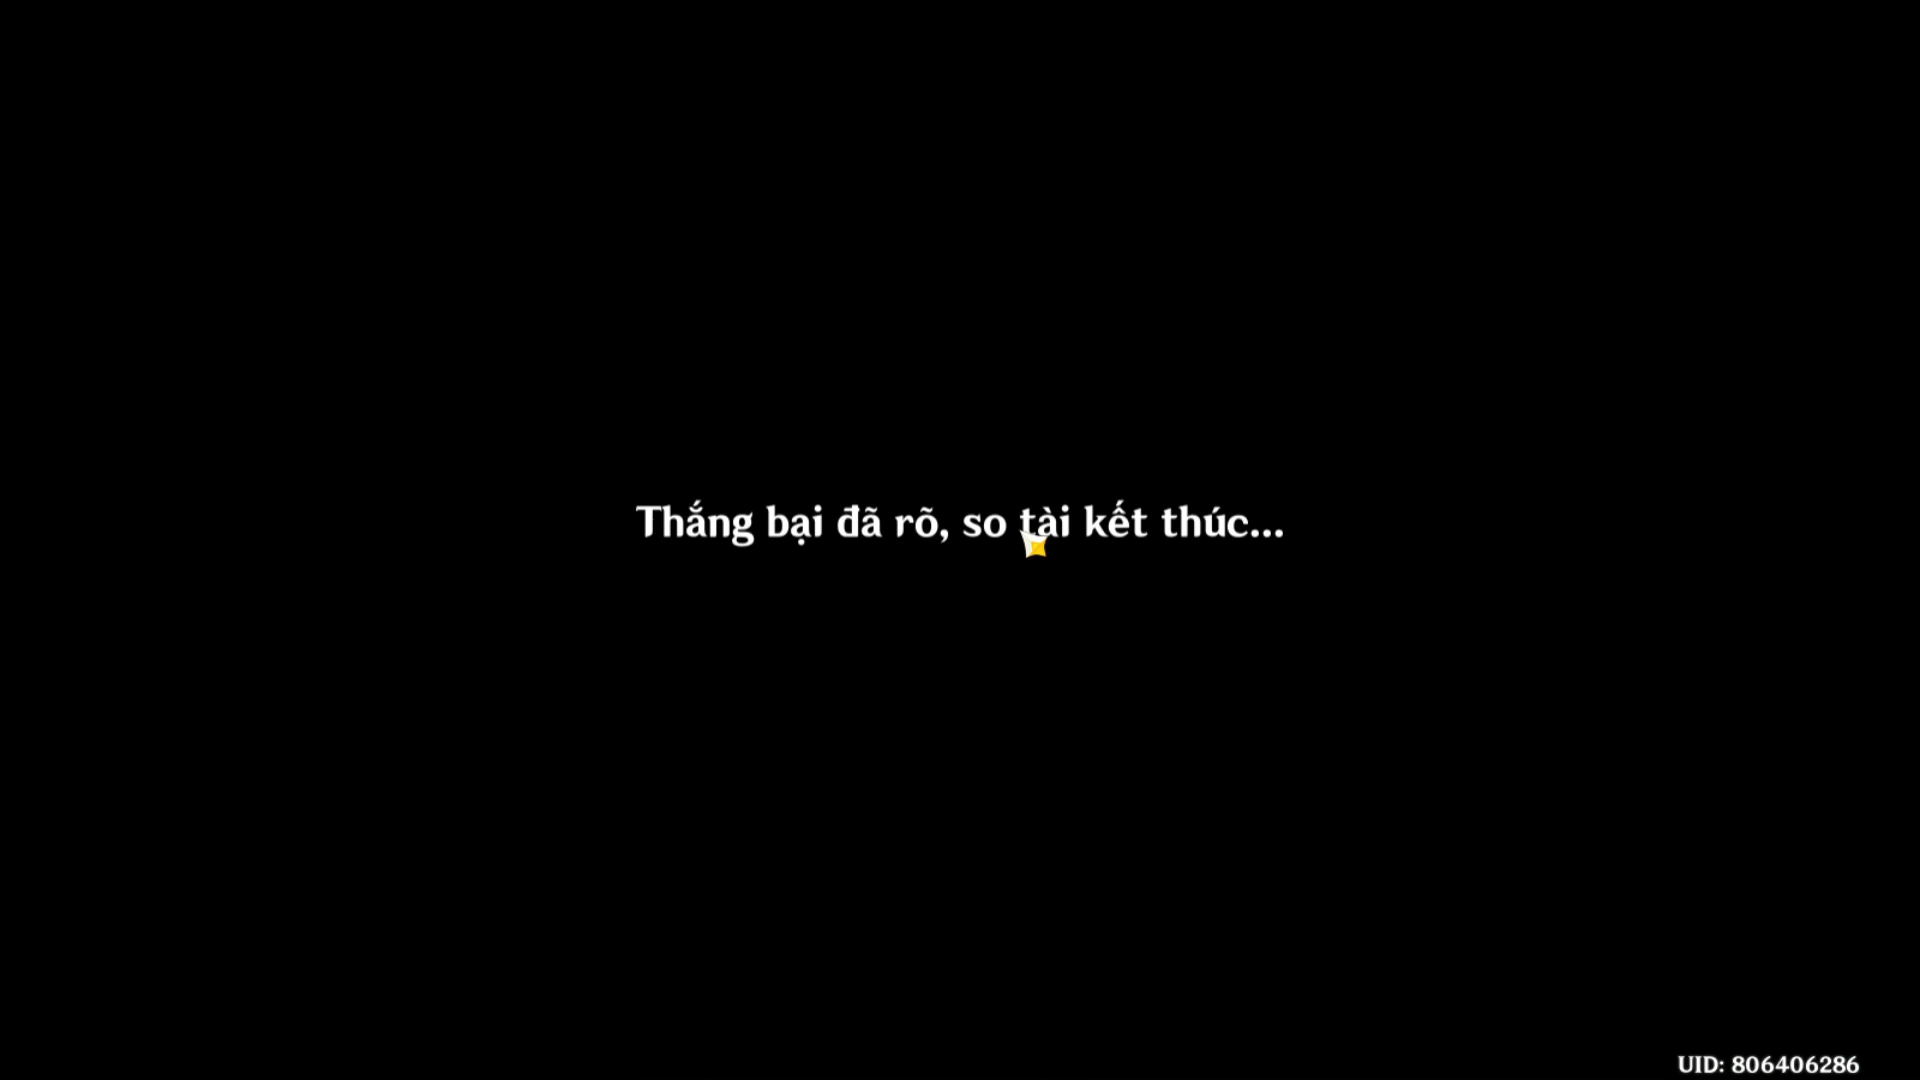 Thắng bại đã rõ, so tài kết thúc...
UID: 806406286